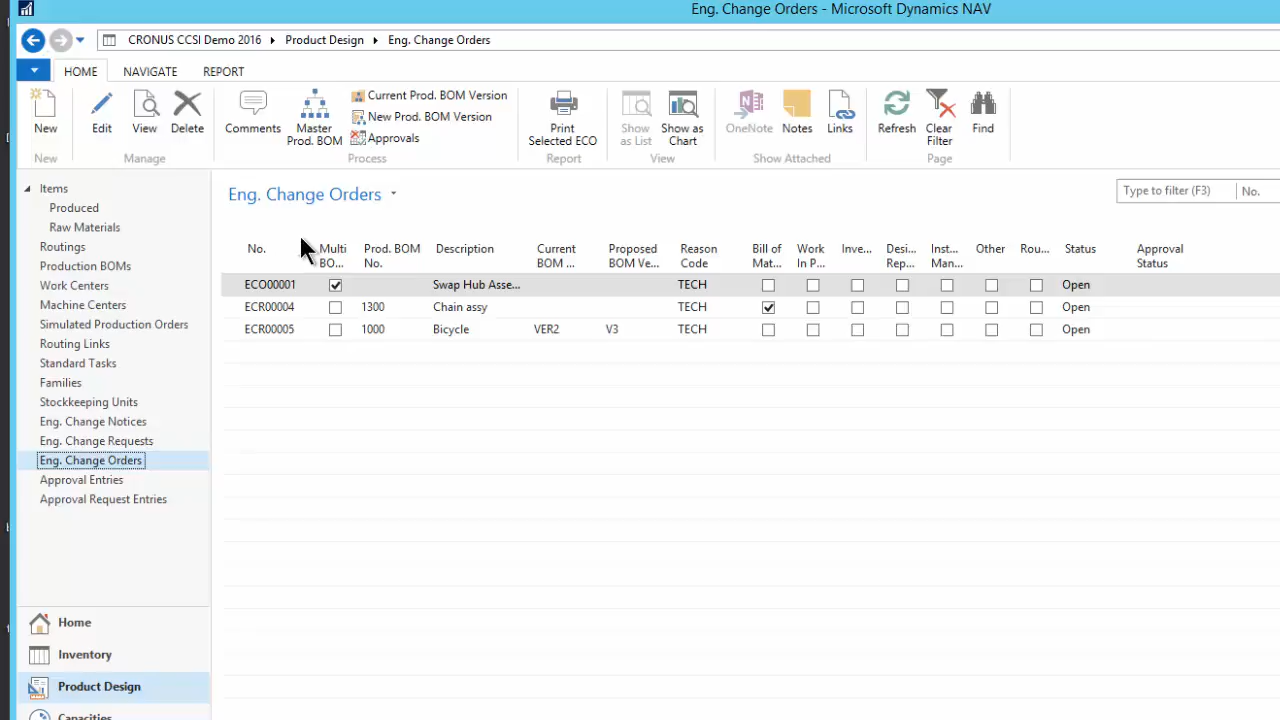 Eng. Change Orders - Microsoft Dynamics NAV
CRONUS CCSI Demo 2016 Product Design Eng. Change Orders
HOME NAVIGATE REPORT
New
New
Edit
View
Delete
Manage
Comments
Master
Prod. BOM
Current Prod. BOM Version
New Prod. BOM Version
Approvals
Process
Print
Selected ECO
Report
Show
as List
Show as
Chart
View
OneNote
Notes
Links
Show Attached
Refresh
Clear
Filter
Find
Page
Items
Produced
Raw Materials
Routings
Production BOMs
Work Centers
Machine Centers
Simulated Production Orders
Routing Links
Standard Tasks
Families
Stockkeeping Units
Eng. Change Notices
Eng. Change Requests
Eng. Change Orders
Approval Entries
Approval Request Entries
Home
Inventory
Product Design
Capacities
Eng. Change Orders
Type to filter (F3) No.
No. Multi Prod. BOM Description Current Proposed Reason Bill of Work Inve... Desi... Inst... Other Rou... Status Approval
BO... No. BOM ... BOM Ve... Code Mat... In P... Rep... Man... Status
ECO00001 Swap Hub Asse... TECH Open
ECR00004 1300 Chain assy TECH Open
ECR00005 1000 Bicycle VER2 V3 TECH Open